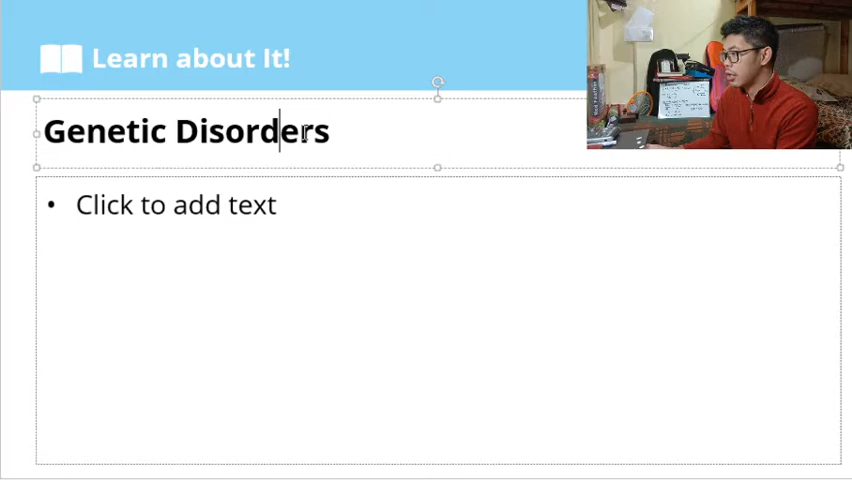 Learn about It!
Genetic Disorders
• Click to add text